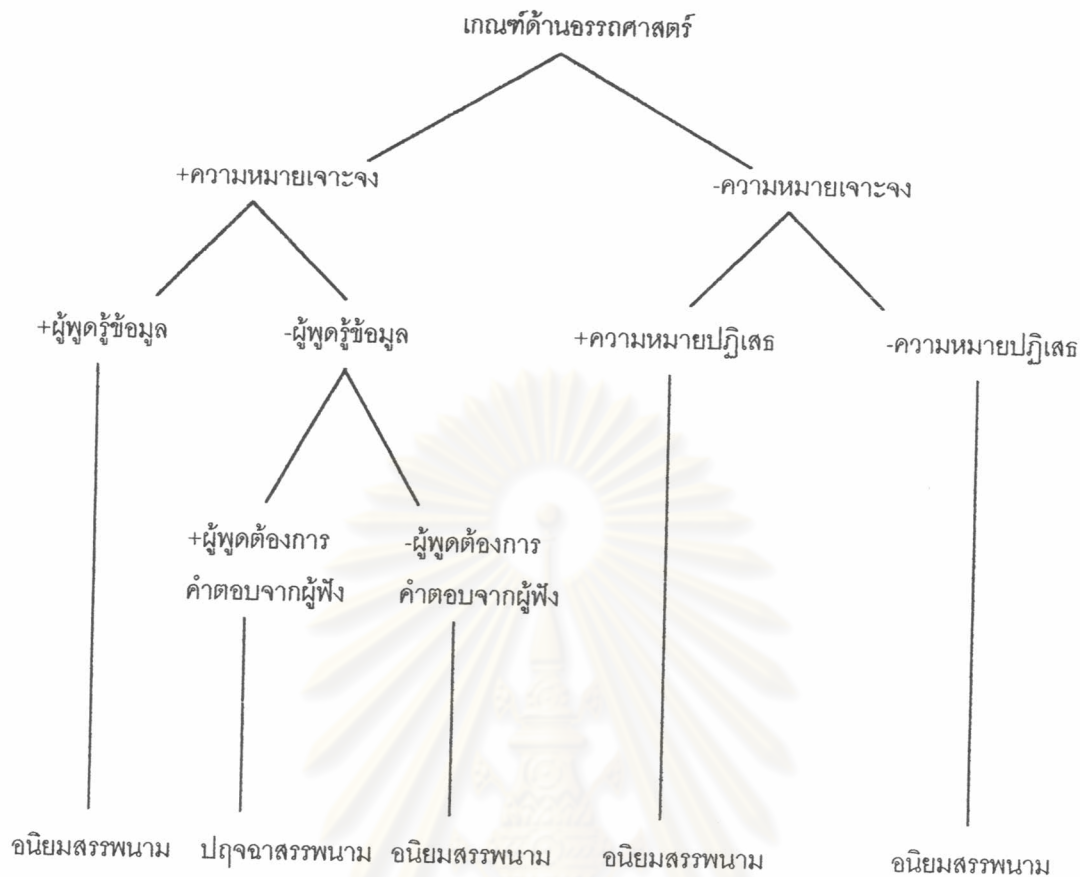 เกณฑ์ด้านอรรถศาสตร์
+ความหมายเจาะจง
-ความหมายเจาะจง
+ผู้พูดรู้ข้อมูล
-ผู้พูดรู้ข้อมูล
+ความหมายปฏิเสธ
-ความหมายปฏิเสธ
+ผู้พูดต้องการ
คำตอบจากผู้ฟัง
-ผู้พูดต้องการ
คำตอบจากผู้ฟัง
อนิยมสรรพนาม
ปฤจฉาสรรพนาม
อนิยมสรรพนาม
อนิยมสรรพนาม
อนิยมสรรพนาม